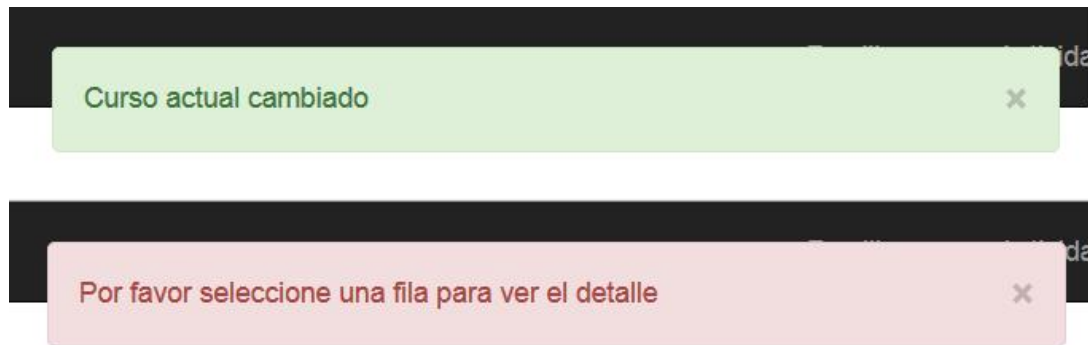 Curso actual cambiado ×
Por favor seleccione una fila para ver el detalle ×